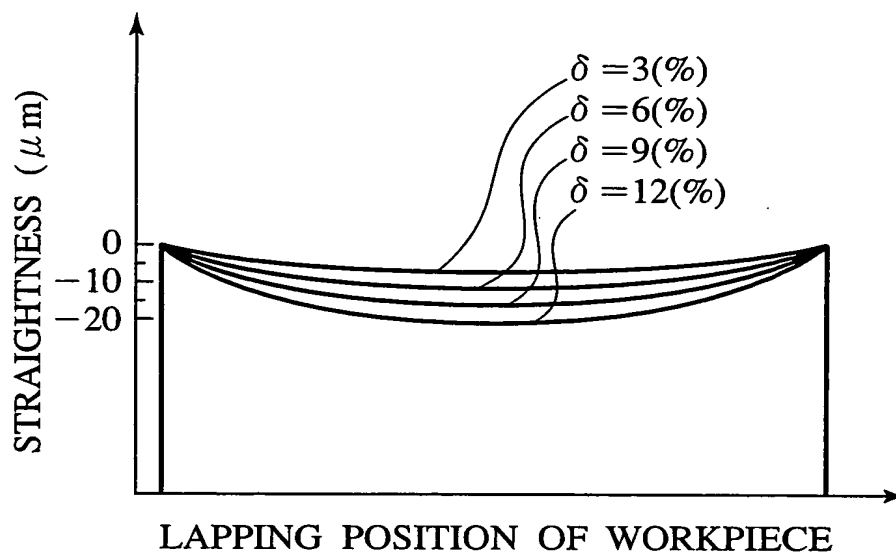 STRAIGHTNESS (μm)
δ=3(%)
δ=6(%)
δ=9(%)
δ=12(%)
0
−10
−20
LAPPING POSITION OF WORKPIECE